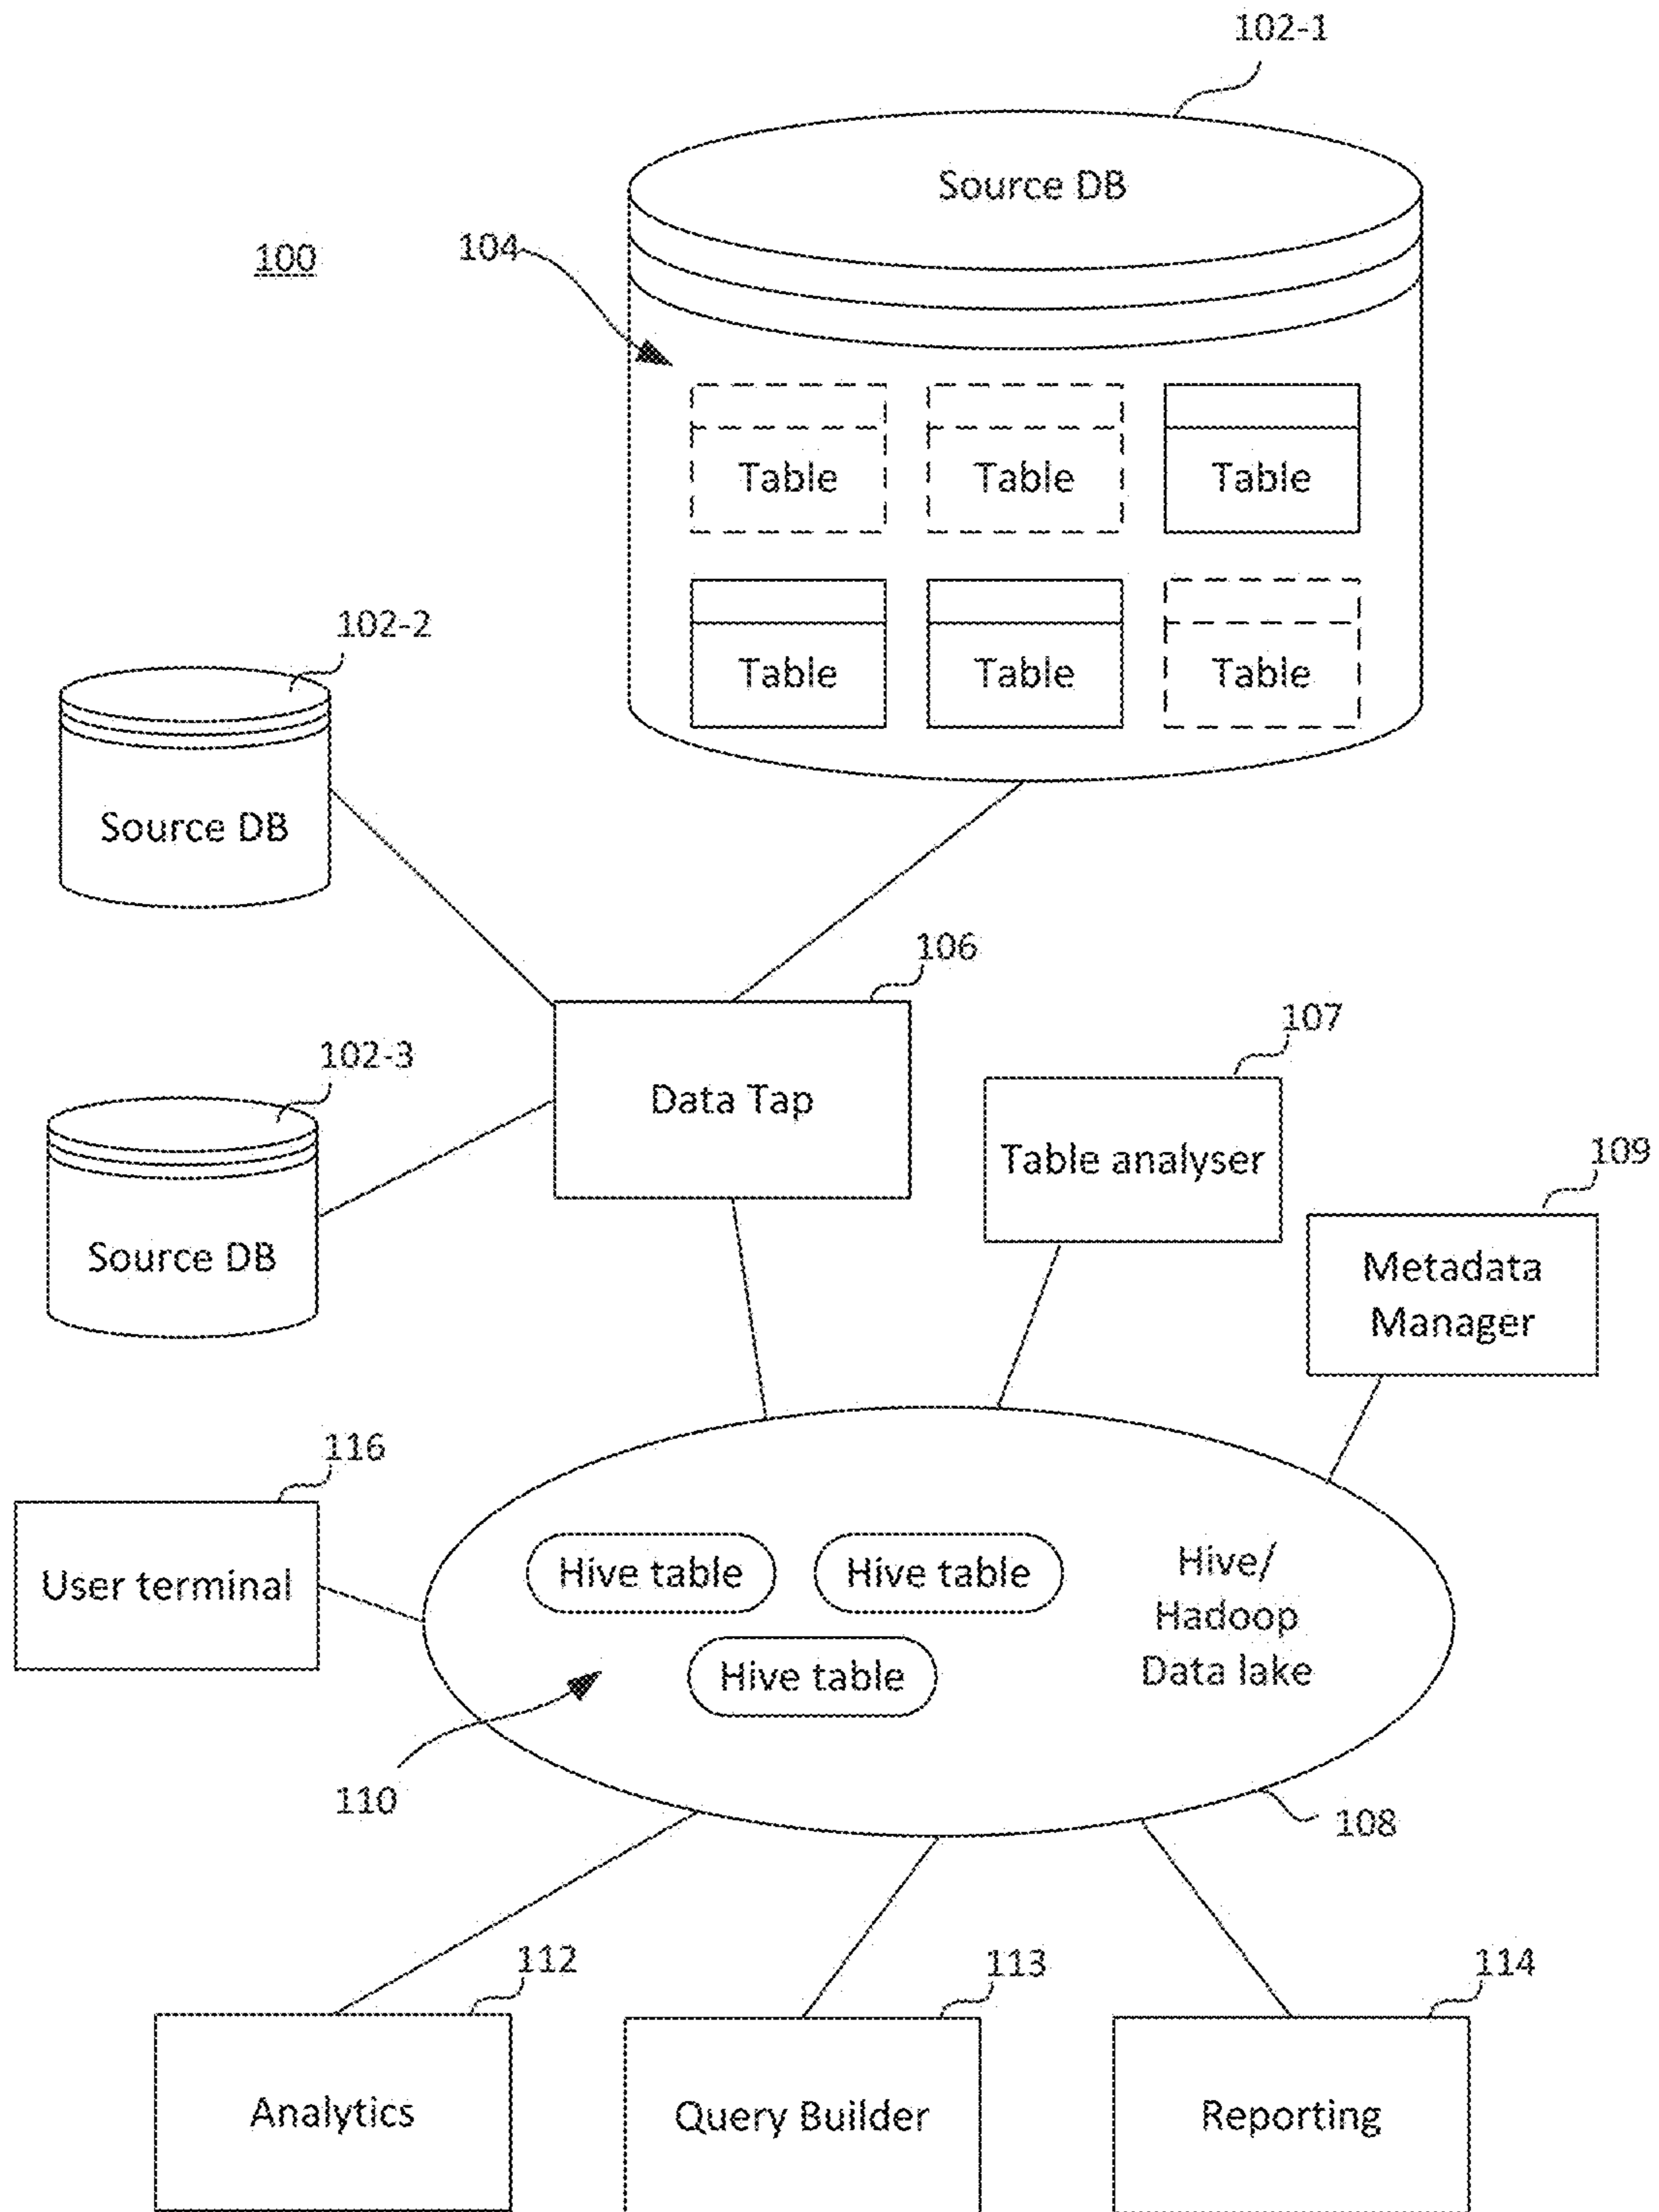 102-1
Source DB
100
104
Table
Table
Table
Table
Table
Table
102-2
Source DB
106
102-3
107
Data Tap
Table analyser
109
Source DB
Metadata
Manager
116
User terminal
Hive table
Hive table
Hive table
Hive/
Hadoop
Data lake
110
108
112
113
114
Analytics
Query Builder
Reporting